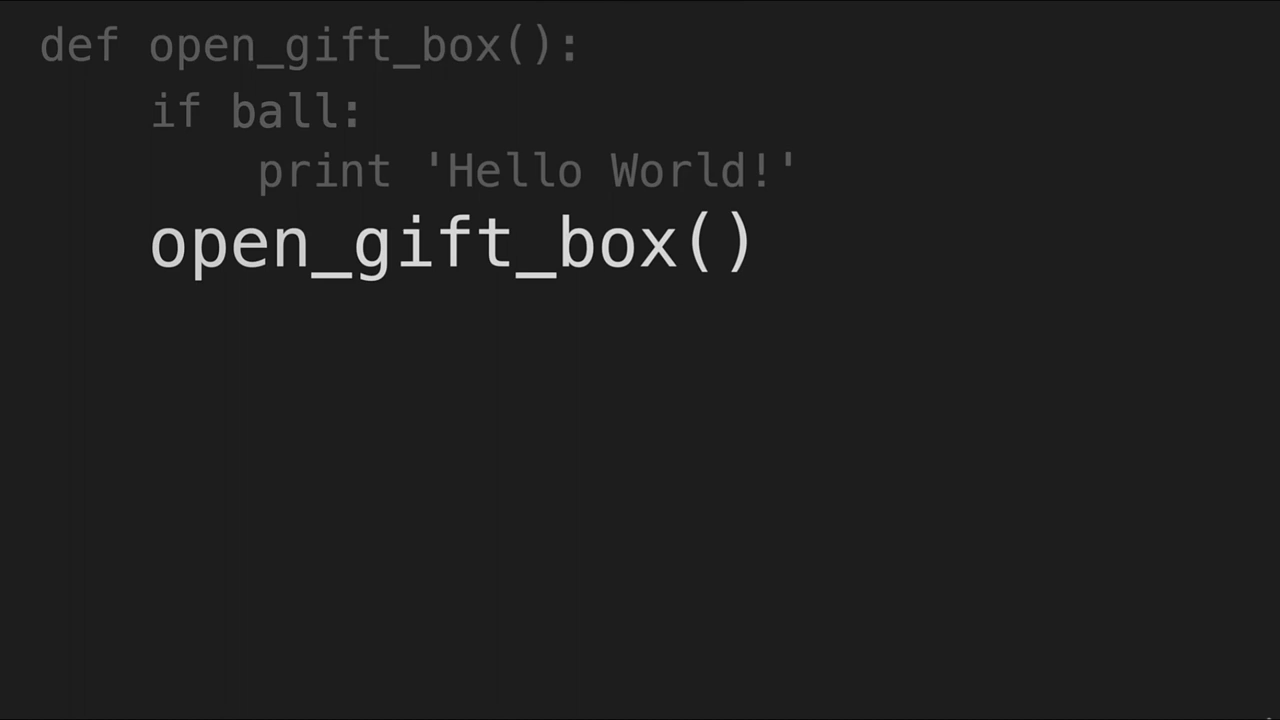 def open_gift_box():
    if ball:
        print 'Hello World!'
    open_gift_box()